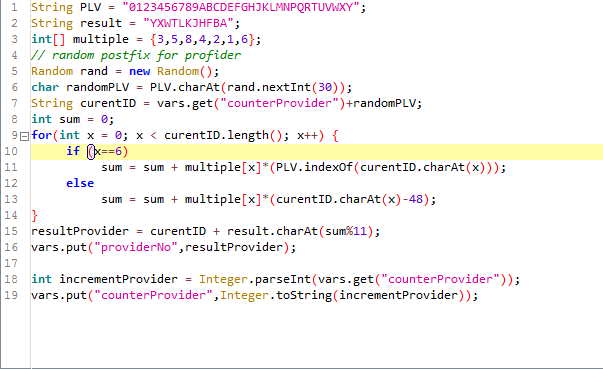 1 String PLV = "0123456789ABCDEFGHJKLMNPQRTUVWXY";
2 String result = "YXWTLKJHFBA";
3 int[] multiple = {3,5,8,4,2,1,6};
4 // random postfix for profider
5 Random rand = new Random();
6 char randomPLV = PLV.charAt(rand.nextInt(30));
7 String curentID = vars.get("counterProvider")+randomPLV;
8 int sum = 0;
9 for(int x = 0; x < curentID.length(); x++) {
10 if (x==6)
11 sum = sum + multiple[x]*(PLV.indexOf(curentID.charAt(x)));
12 else
13 sum = sum + multiple[x]*(curentID.charAt(x)-48);
14 }
15 resultProvider = curentID + result.charAt(sum%11);
16 vars.put("providerNo",resultProvider);
17
18 int incrementProvider = Integer.parseInt(vars.get("counterProvider"));
19 vars.put("counterProvider",Integer.toString(incrementProvider));